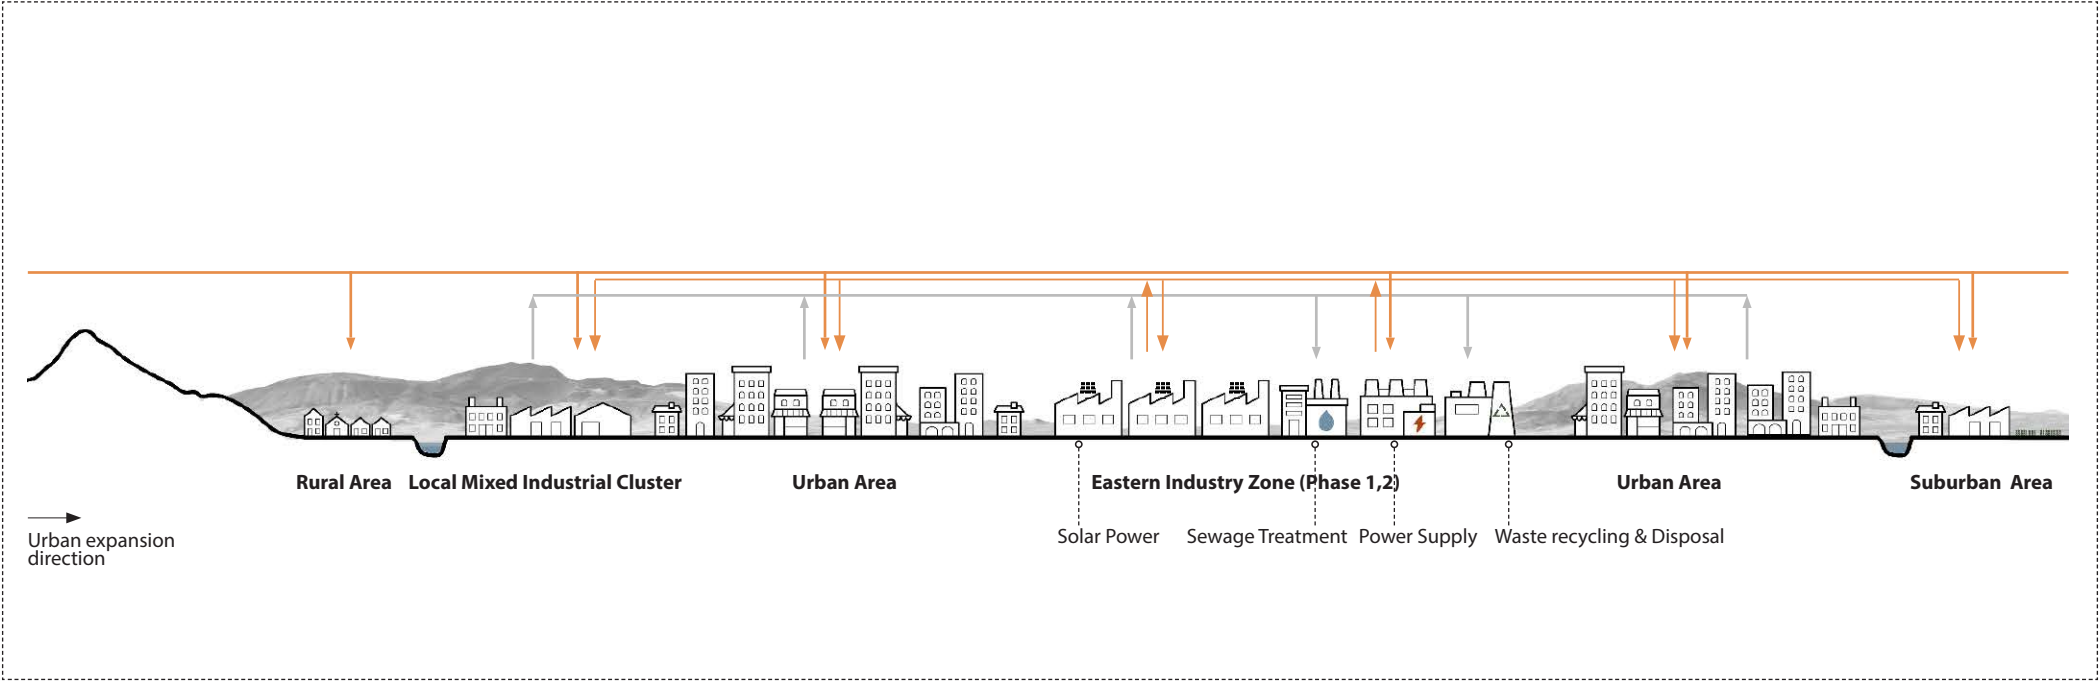 Rural Area
Local Mixed Industrial Cluster
Urban Area
Eastern Industry Zone (Phase 1,2)
Urban Area
Suburban Area
Urban expansion
direction
Solar Power
Sewage Treatment
Power Supply
Waste recycling & Disposal